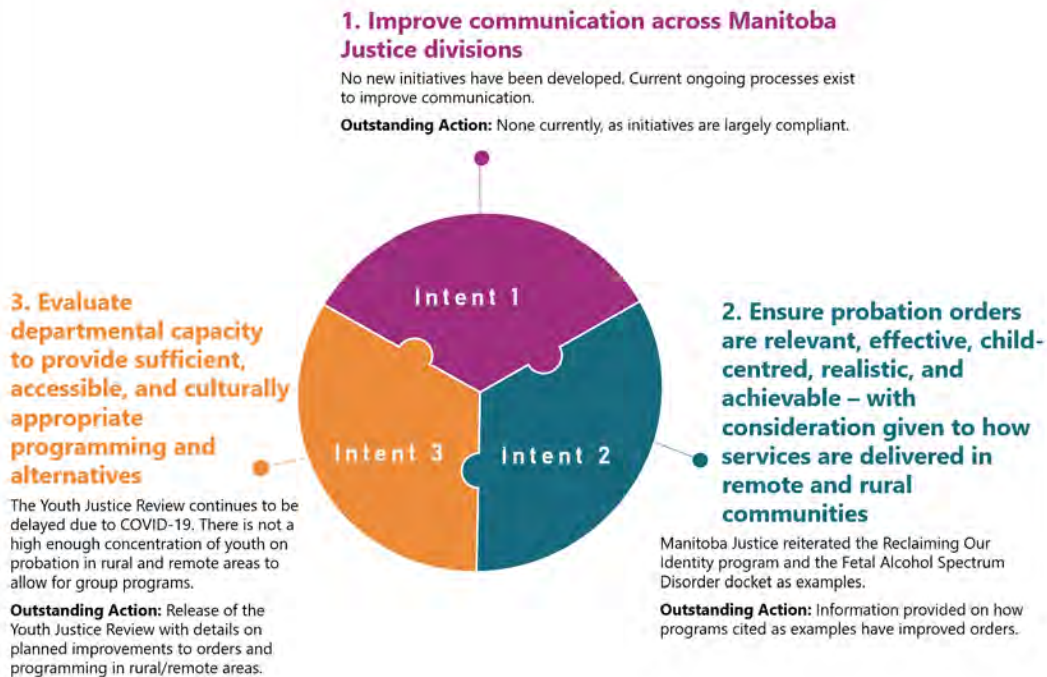 1. Improve communication across Manitoba
Justice divisions
No new initiatives have been developed. Current ongoing processes exist
to improve communication.
Outstanding Action: None currently, as initiatives are largely compliant.
Intent 1
Intent 3
Intent 2
2. Ensure probation orders
are relevant, effective, child-
centred, realistic, and
achievable – with
consideration given to how
services are delivered in
remote and rural
communities
Manitoba Justice reiterated the Reclaiming Our
Identity program and the Fetal Alcohol Spectrum
Disorder docket as examples.
Outstanding Action: Information provided on how
programs cited as examples have improved orders.
3. Evaluate
departmental capacity
to provide sufficient,
accessible, and culturally
appropriate
programming and
alternatives
The Youth Justice Review continues to be
delayed due to COVID-19. There is not a
high enough concentration of youth on
probation in rural and remote areas to
allow for group programs.
Outstanding Action: Release of the
Youth Justice Review with details on
planned improvements to orders and
programming in rural/remote areas.